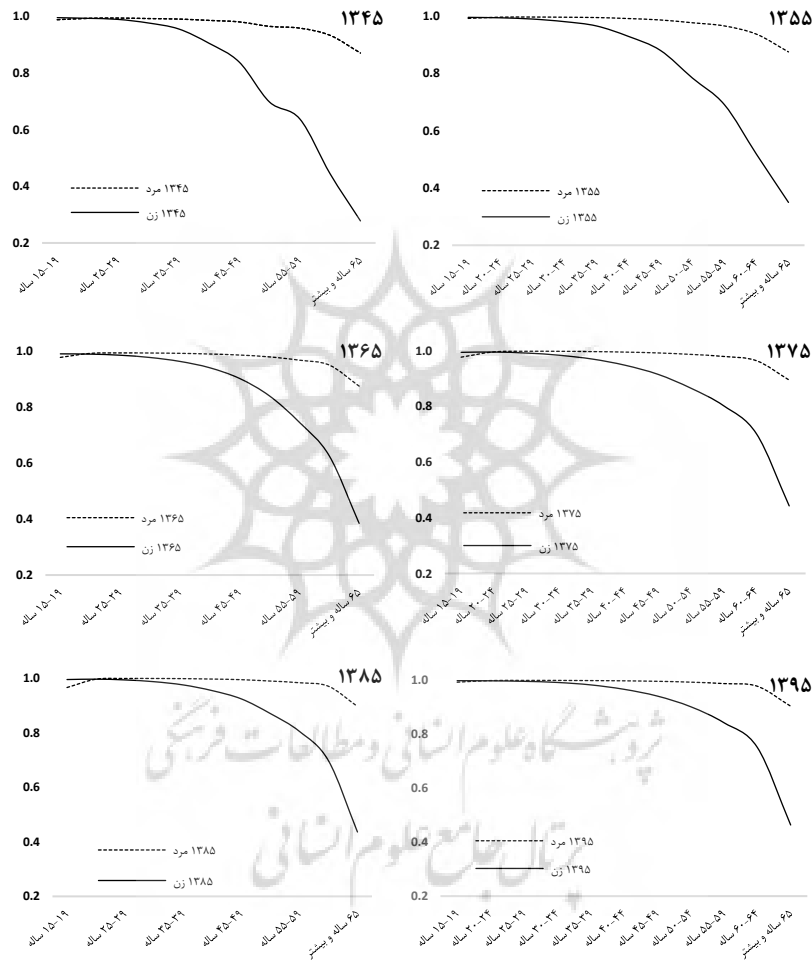 ۱۳۴۵
1.0
0.8
0.6
0.4
0.2
۱۳۴۵ مرد
۱۳۴۵ زن
۱۵-۱۹ ساله
۲۵-۲۹ ساله
۳۵-۳۹ ساله
۴۵-۴۹ ساله
۵۵-۵۹ ساله
۶۵ ساله و بیشتر
۱۳۵۵
1.0
0.8
0.6
0.4
0.2
۱۳۵۵ مرد
۱۳۵۵ زن
۱۵-۱۹ ساله
۲۰-۲۴ ساله
۲۵-۲۹ ساله
۳۰-۳۴ ساله
۳۵-۳۹ ساله
۴۰-۴۴ ساله
۴۵-۴۹ ساله
۵۰-۵۴ ساله
۵۵-۵۹ ساله
۶۰-۶۴ ساله
۶۵ ساله و بیشتر
۱۳۶۵
1.0
0.8
0.6
0.4
0.2
۱۳۶۵ مرد
۱۳۶۵ زن
۱۵-۱۹ ساله
۲۵-۲۹ ساله
۳۵-۳۹ ساله
۴۵-۴۹ ساله
۵۵-۵۹ ساله
۶۵ ساله و بیشتر
۱۳۷۵
1.0
0.8
0.6
0.4
0.2
۱۳۷۵ مرد
۱۳۷۵ زن
۱۵-۱۹ ساله
۲۰-۲۴ ساله
۲۵-۲۹ ساله
۳۰-۳۴ ساله
۳۵-۳۹ ساله
۴۰-۴۴ ساله
۴۵-۴۹ ساله
۵۰-۵۴ ساله
۵۵-۵۹ ساله
۶۰-۶۴ ساله
۶۵ ساله و بیشتر
۱۳۸۵
1.0
0.8
0.6
0.4
0.2
۱۳۸۵ مرد
۱۳۸۵ زن
۱۵-۱۹ ساله
۲۵-۲۹ ساله
۳۵-۳۹ ساله
۴۵-۴۹ ساله
۵۵-۵۹ ساله
۶۵ ساله و بیشتر
۱۳۹۵
1.0
0.8
0.6
0.4
0.2
۱۳۹۵ مرد
۱۳۹۵ زن
۱۵-۱۹ ساله
۲۰-۲۴ ساله
۲۵-۲۹ ساله
۳۰-۳۴ ساله
۳۵-۳۹ ساله
۴۰-۴۴ ساله
۴۵-۴۹ ساله
۵۰-۵۴ ساله
۵۵-۵۹ ساله
۶۰-۶۴ ساله
۶۵ ساله و بیشتر
پژوهشگاه علوم انسانی و مطالعات فرهنگی
پرتال جامع علوم انسانی